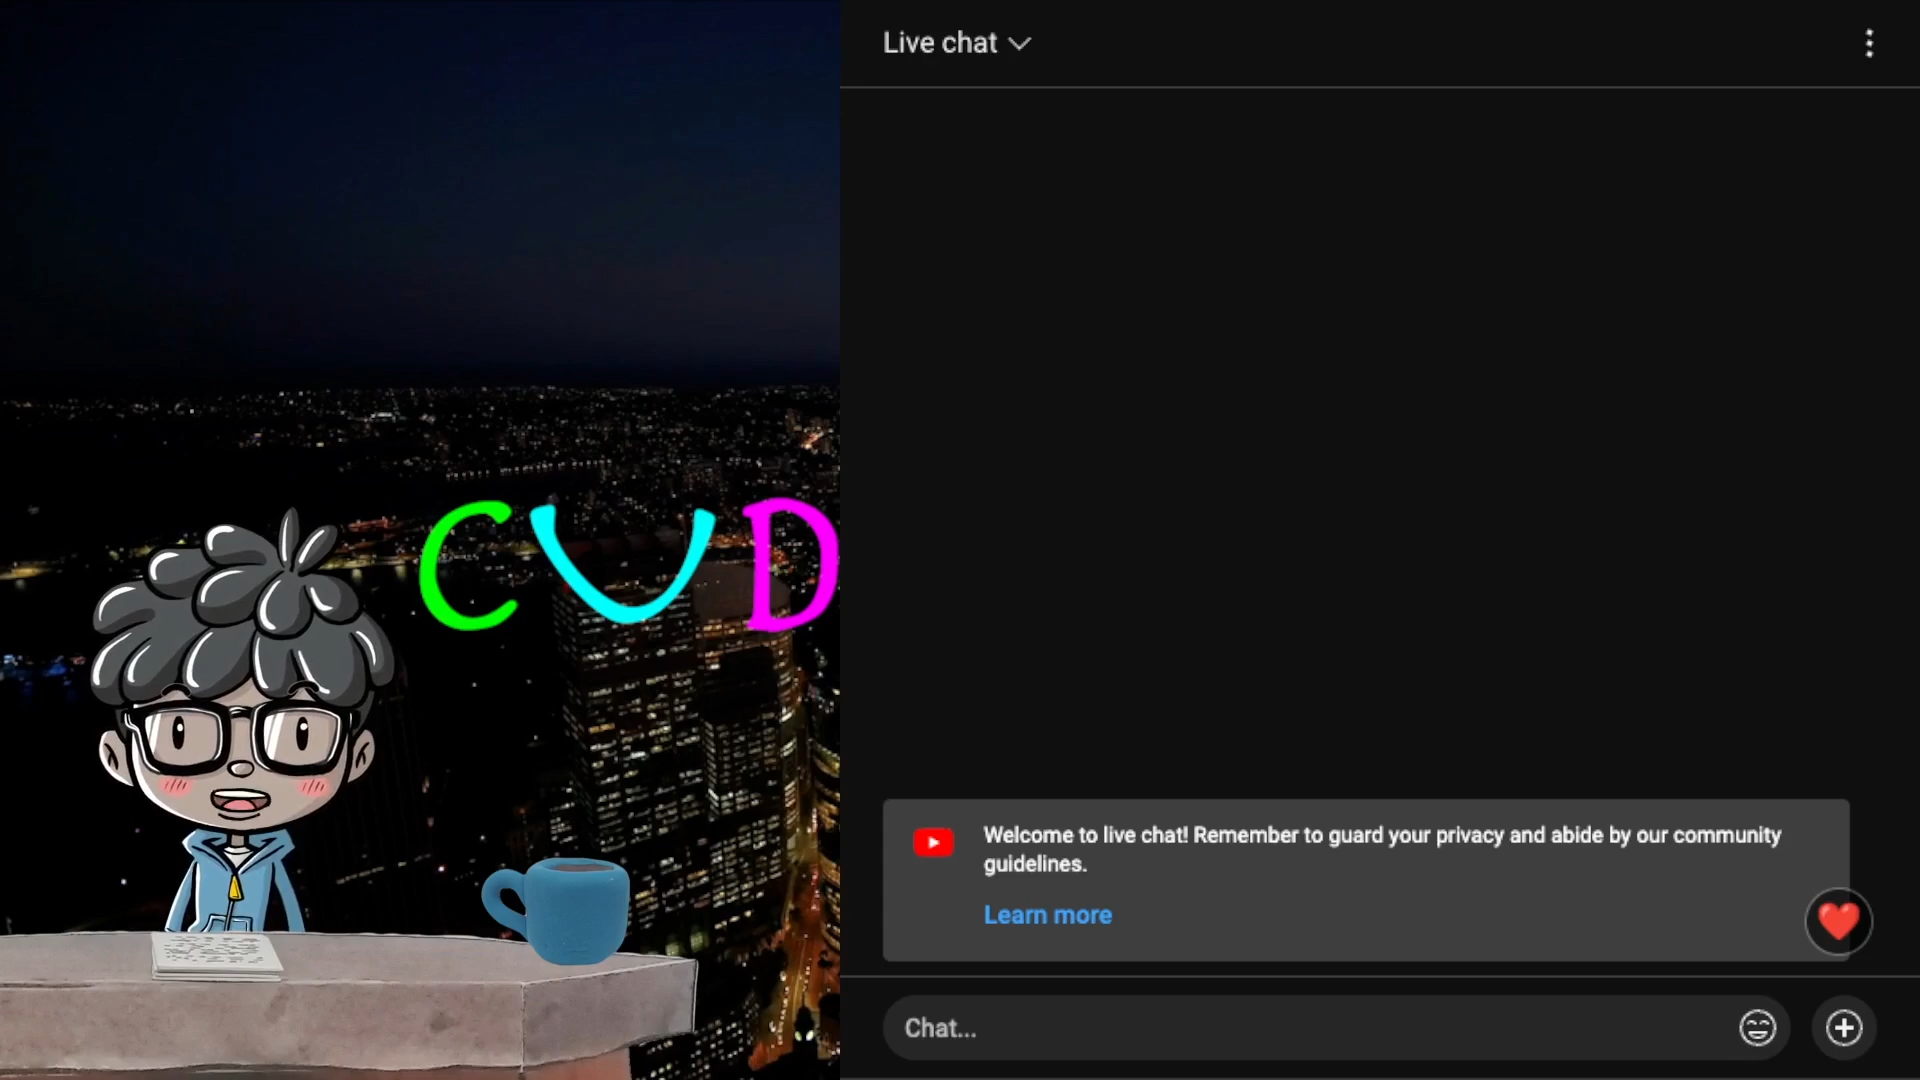 CUD
Live chat
Welcome to live chat! Remember to guard your privacy and abide by our community
guidelines.
Learn more
Chat...